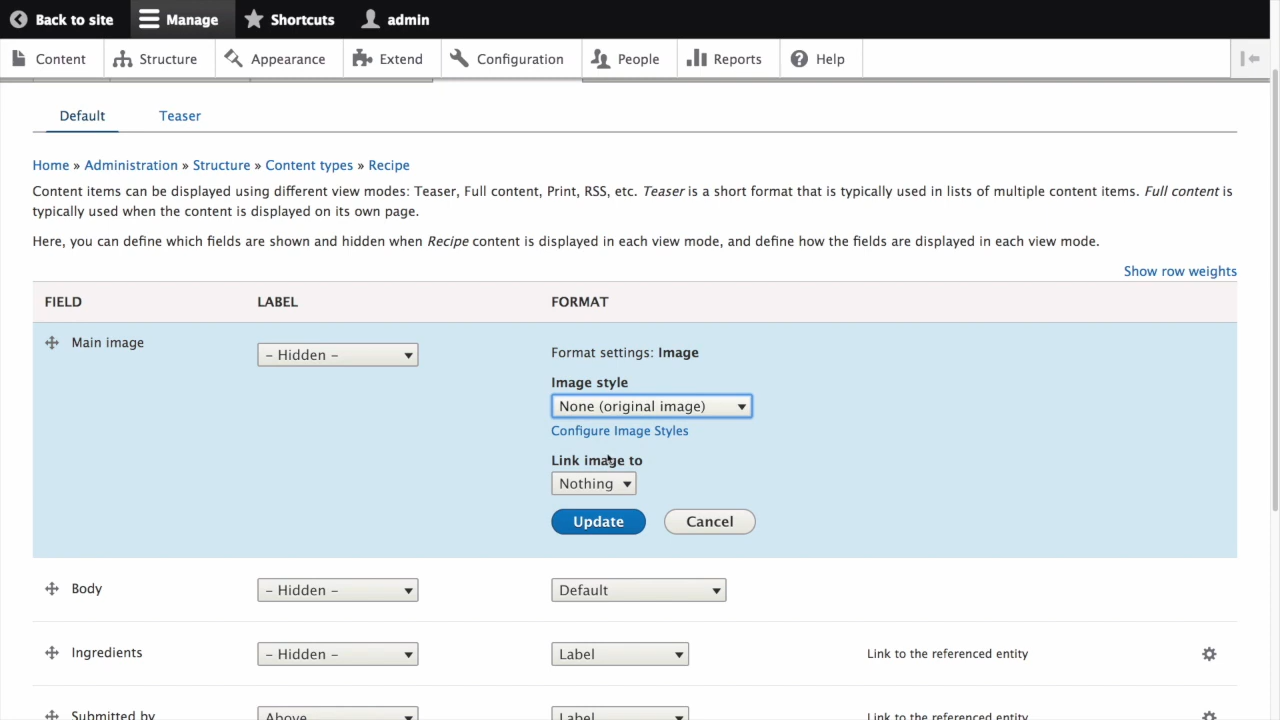 Back to site Manage Shortcuts admin
Content Structure Appearance Extend Configuration People Reports Help
Default Teaser
Home » Administration » Structure » Content types » Recipe
Content items can be displayed using different view modes: Teaser, Full content, Print, RSS, etc. Teaser is a short format that is typically used in lists of multiple content items. Full content is
typically used when the content is displayed on its own page.
Here, you can define which fields are shown and hidden when Recipe content is displayed in each view mode, and define how the fields are displayed in each view mode.
Show row weights
FIELD LABEL FORMAT
Main image – Hidden – Format settings: Image
Image style
None (original image)
Configure Image Styles
Link image to
Nothing
Update Cancel
Body – Hidden – Default
Ingredients – Hidden – Label Link to the referenced entity
Submitted by Above Label Link to the referenced entity